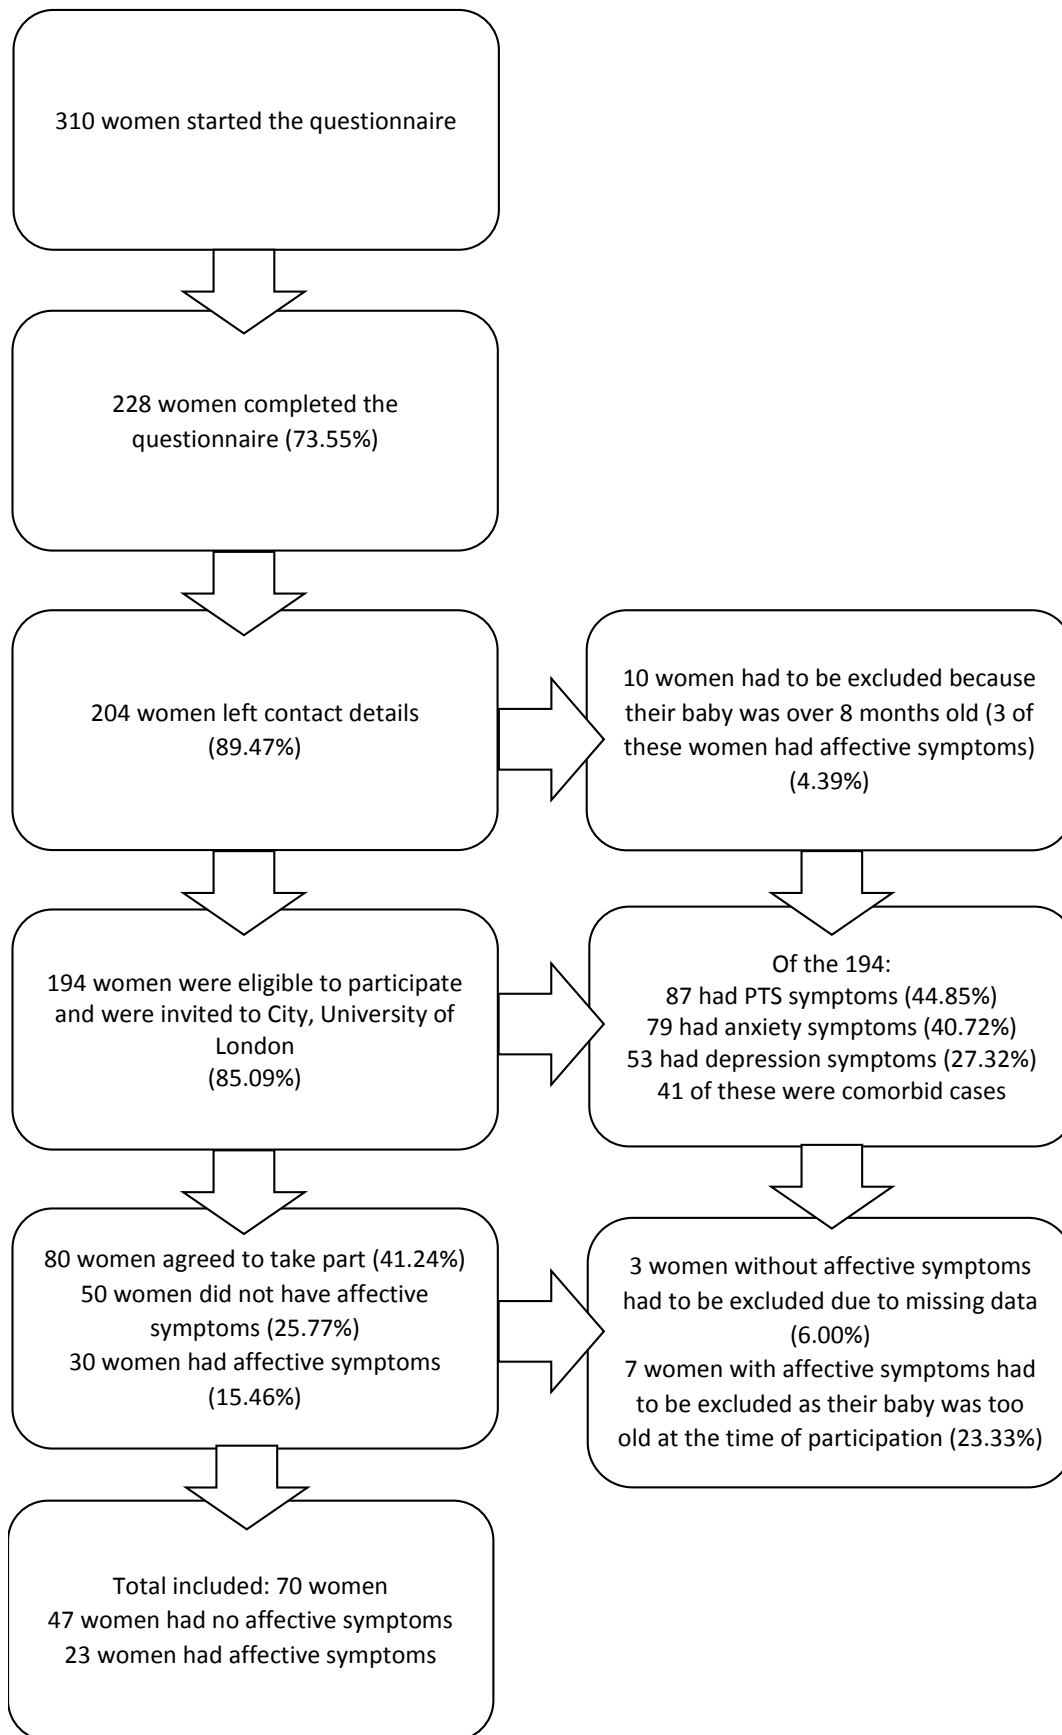 310 women started the questionnaire
228 women completed the
questionnaire (73.55%)
204 women left contact details
(89.47%)
10 women had to be excluded because
their baby was over 8 months old (3 of
these women had affective symptoms)
(4.39%)
194 women were eligible to participate
and were invited to City, University of
London
(85.09%)
Of the 194:
87 had PTS symptoms (44.85%)
79 had anxiety symptoms (40.72%)
53 had depression symptoms (27.32%)
41 of these were comorbid cases
80 women agreed to take part (41.24%)
50 women did not have affective
symptoms (25.77%)
30 women had affective symptoms
(15.46%)
3 women without affective symptoms
had to be excluded due to missing data
(6.00%)
7 women with affective symptoms had
to be excluded as their baby was too
old at the time of participation (23.33%)
Total included: 70 women
47 women had no affective symptoms
23 women had affective symptoms